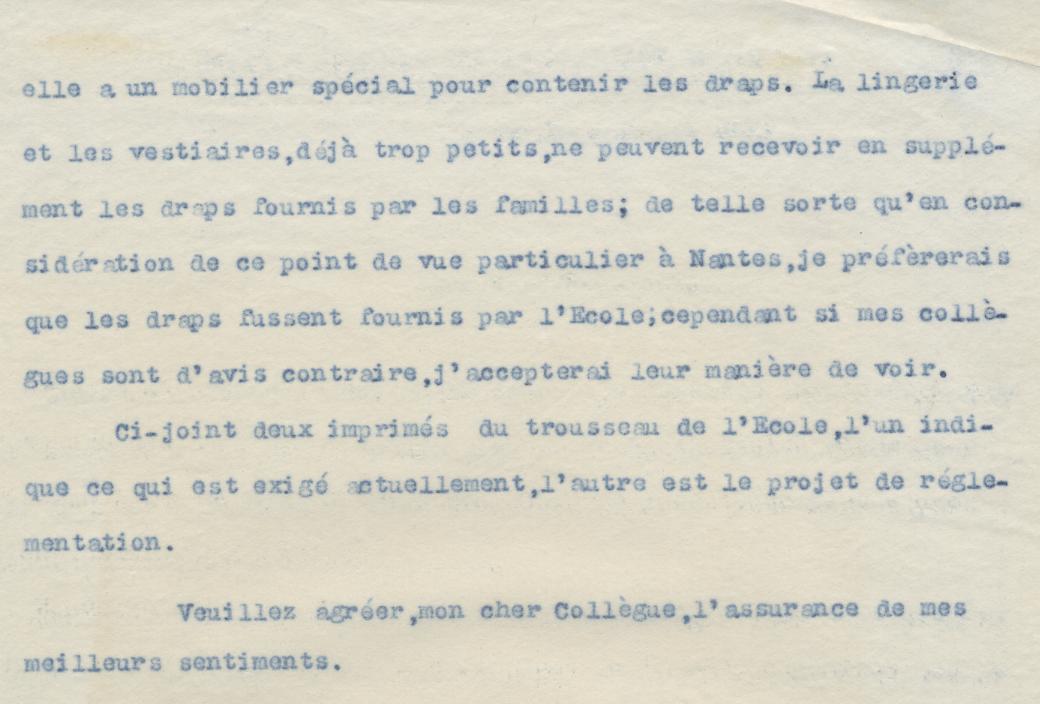 elle a un mobilier spécial pour contenir les draps. La lingerie
et les vestiaires,déjà trop petits,ne peuvent recevoir en supplé-
ment les draps fournis par les familles; de telle sorte qu'en con-
sidération de ce point de vue particulier à Nantes,je préfèrerais
que les draps fussent fournis par l'Ecole;cependant si mes collè-
gues sont d'avis contraire,j'accepterai leur manière de voir.
Ci-joint deux imprimés du trousseau de l'Ecole,l'un indi-
que ce qui est exigé actuellement,l'autre est le projet de régle-
mentation.
Veuillez agréer,mon cher Collègue,l'assurance de mes
meilleurs sentiments.